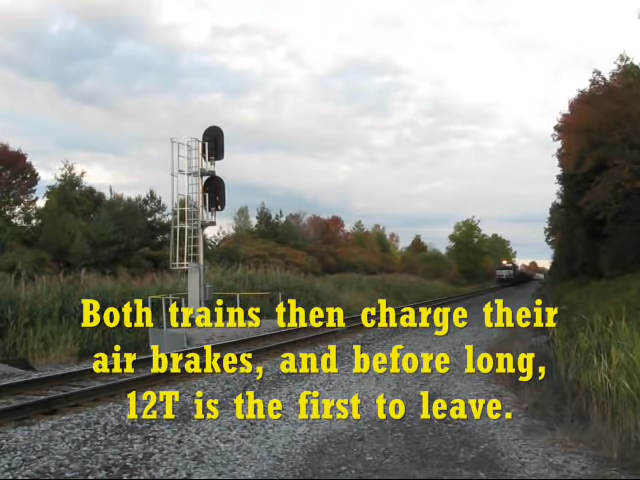 Both trains then charge their
air brakes, and before long,
12T is the first to leave.